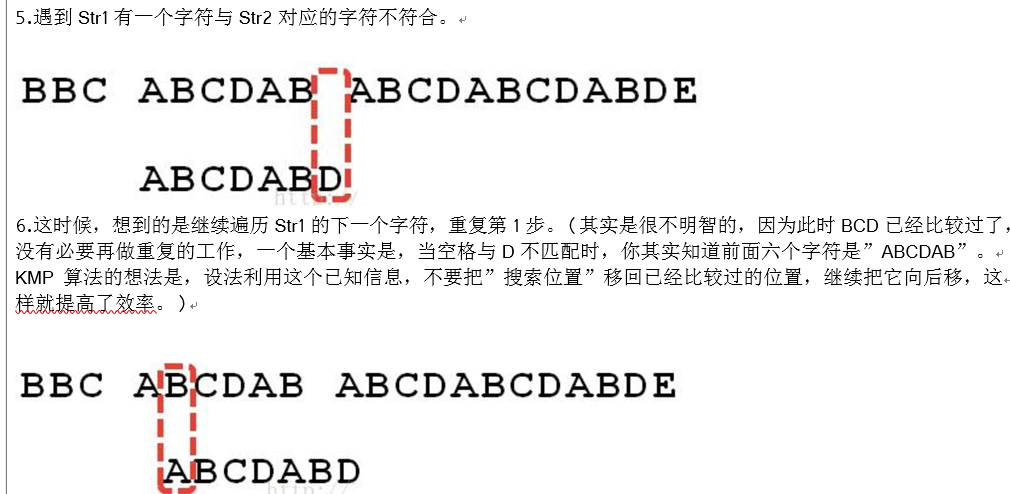 5.遇到 Str1 有一个字符与 Str2 对应的字符不符合。
BBC ABCDAB ABCDABCDABDE
ABCDABD
http://
6.这时候，想到的是继续遍历 Str1 的下一个字符，重复第 1 步。(其实是很不明智的，因为此时 BCD 已经比较过了，
没有必要再做重复的工作，一个基本事实是，当空格与 D 不匹配时，你其实知道前面六个字符是”ABCDAB”。
KMP 算法的想法是，设法利用这个已知信息，不要把”搜索位置”移回已经比较过的位置，继续把它向后移，这
样就提高了效率。)
BBC ABCDAB ABCDABCDABDE
ABCDABD
http://